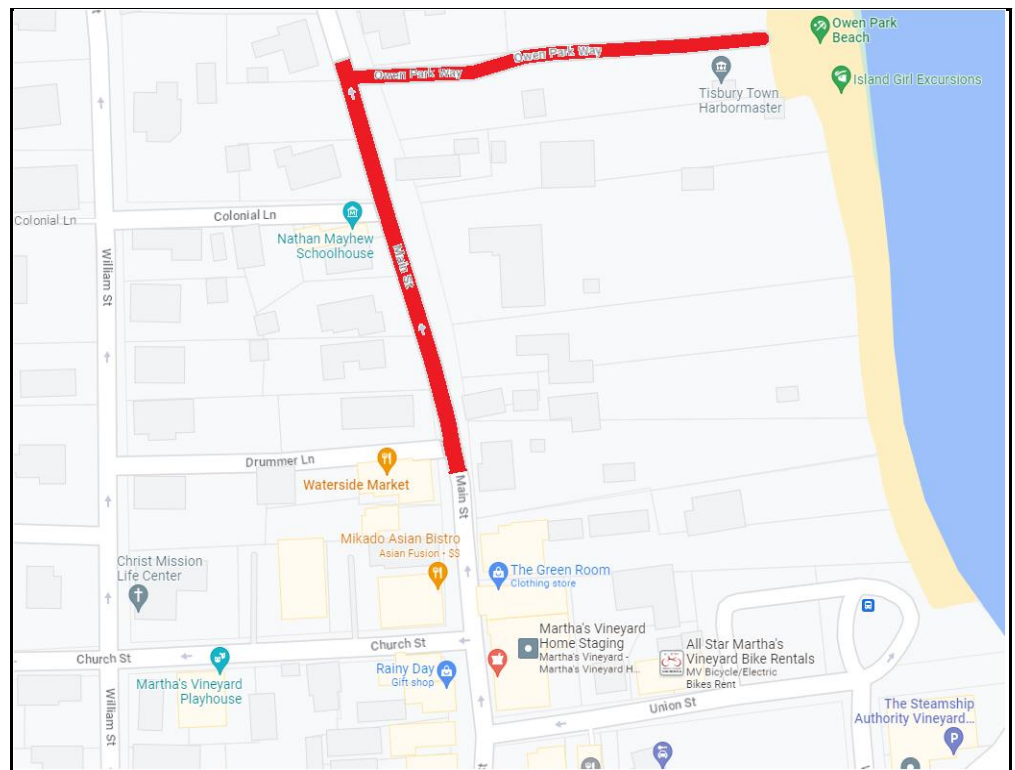 Owen Park
Beach
Owen Park Way
Owen Park Way
Island Girl Excursions
Tisbury Town
Harbormaster
Colonial Ln
Colonial Ln
Nathan Mayhew
Schoolhouse
William St
Main St
Drummer Ln
Waterside Market
Main St
Mikado Asian Bistro
Asian Fusion • $$
Christ Mission
Life Center
The Green Room
Clothing store
Martha's Vineyard
Home Staging
Martha's Vineyard -
Martha's Vineyard H...
All Star Martha's
Vineyard Bike Rentals
MV Bicycle/Electric
Bikes Rent
Church St
Church St
Rainy Day
Gift shop
Martha's Vineyard
Playhouse
William St
Union St
The Steamship
Authority Vineyard...
P